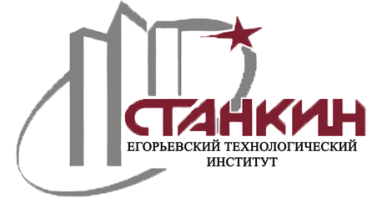 СТАНКИН
ЕГОРЬЕВСКИЙ ТЕХНОЛОГИЧЕСКИЙ
ИНСТИТУТ